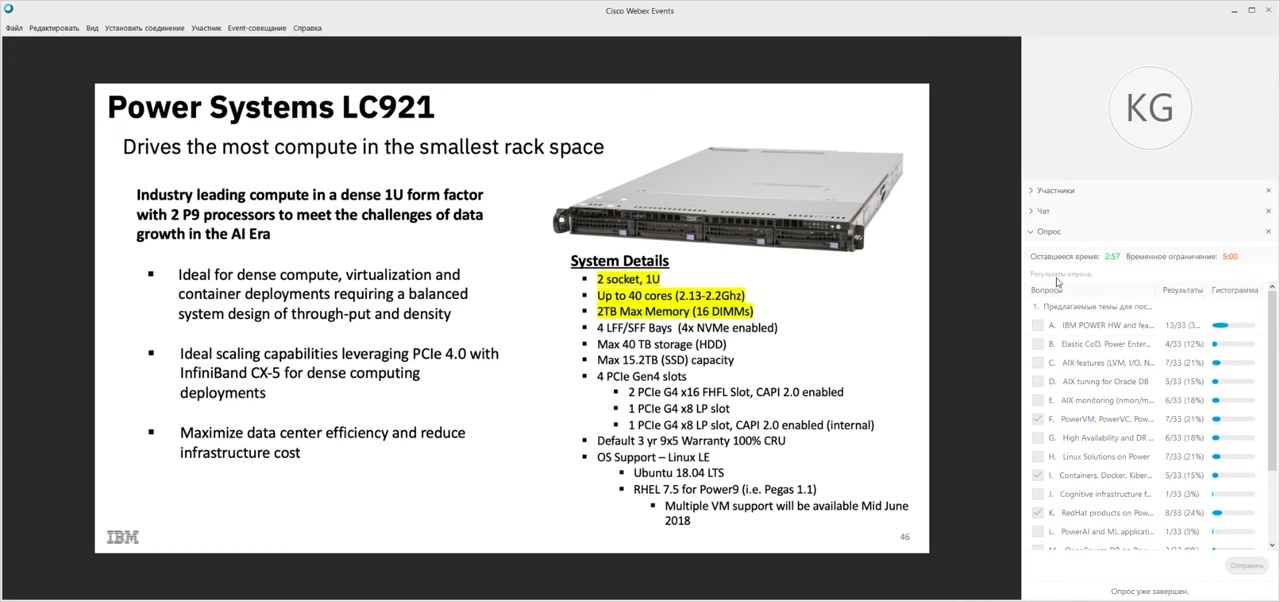 Cisco Webex Events
Файл Редактировать Вид Установить соединение Участник Event-совещание Справка
Power Systems LC921
Drives the most compute in the smallest rack space
Industry leading compute in a dense 1U form factor
with 2 P9 processors to meet the challenges of data
growth in the AI Era
▪ Ideal for dense compute, virtualization and
container deployments requiring a balanced
system design of through-put and density
▪ Ideal scaling capabilities leveraging PCIe 4.0 with
InfiniBand CX-5 for dense computing
deployments
▪ Maximize data center efficiency and reduce
infrastructure cost
System Details
▪ 2 socket, 1U
▪ Up to 40 cores (2.13-2.2Ghz)
▪ 2TB Max Memory (16 DIMMs)
▪ 4 LFF/SFF Bays (4x NVMe enabled)
▪ Max 40 TB storage (HDD)
▪ Max 15.2TB (SSD) capacity
▪ 4 PCIe Gen4 slots
▪ 2 PCIe G4 x16 FHFL Slot, CAPI 2.0 enabled
▪ 1 PCIe G4 x8 LP slot
▪ 1 PCIe G4 x8 LP slot, CAPI 2.0 enabled (internal)
▪ Default 3 yr 9x5 Warranty 100% CRU
▪ OS Support – Linux LE
▪ Ubuntu 18.04 LTS
▪ RHEL 7.5 for Power9 (i.e. Pegas 1.1)
▪ Multiple VM support will be available Mid June
2018
IBM
46
KG
Участники
Чат
Опрос
Оставшееся время: 2:57 Временное ограничение: 5:00
Результаты опроса:
Вопросы Результаты Гистограмма
1. Предлагаемые темы для пос...
A. IBM POWER HW and fea... 13/33 (3...
B. Elastic CoD, Power Enter... 4/33 (12%)
C. AIX features (LVM, I/O, N... 7/33 (21%)
D. AIX tuning for Oracle DB 5/33 (15%)
E. AIX monitoring (nmon/m... 6/33 (18%)
F. PowerVM, PowerVC, Pow... 7/33 (21%)
G. High Availability and DR ... 6/33 (18%)
H. Linux Solutions on Power 7/33 (21%)
I. Containers, Docker, Kiber... 5/33 (15%)
J. Cognitive infrastructure f... 1/33 (3%)
K. RedHat products on Pow... 8/33 (24%)
L. PowerAI and ML applicati... 1/33 (3%)
Отправить
Опрос уже завершен.